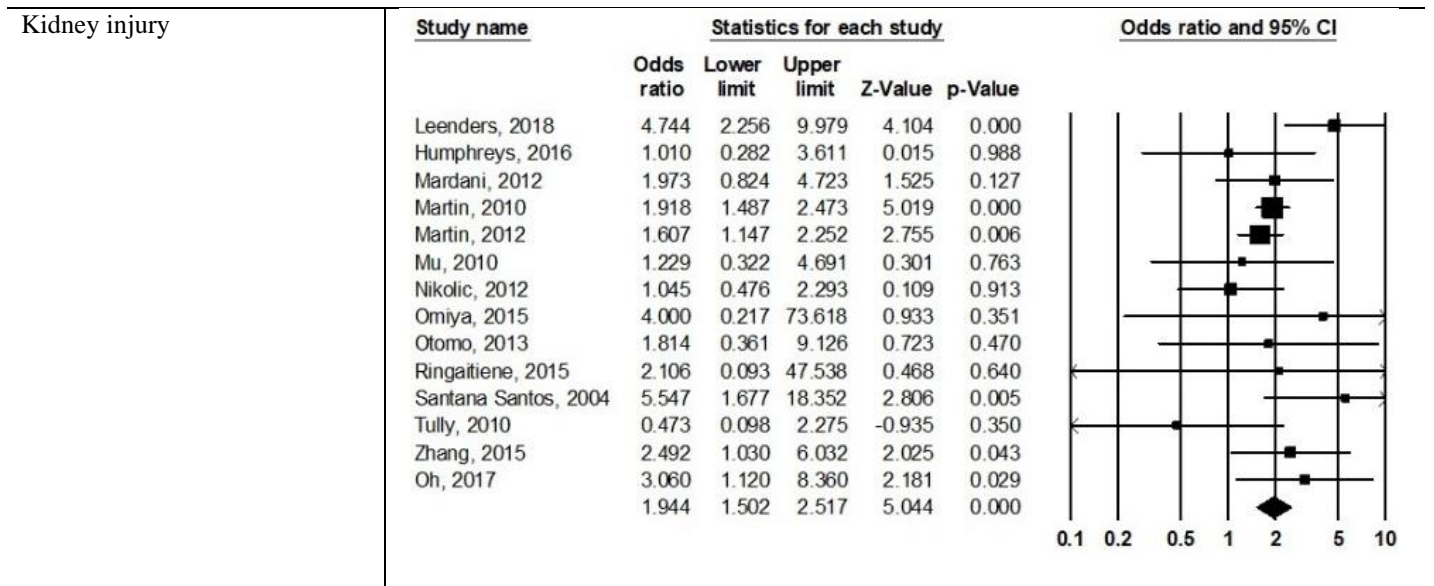 Kidney injury
Study name Statistics for each study Odds ratio and 95% CI
Odds Lower Upper
ratio limit limit Z-Value p-Value
Leenders, 2018 4.744 2.256 9.979 4.104 0.000
Humphreys, 2016 1.010 0.282 3.611 0.015 0.988
Mardani, 2012 1.973 0.824 4.723 1.525 0.127
Martin, 2010 1.918 1.487 2.473 5.019 0.000
Martin, 2012 1.607 1.147 2.252 2.755 0.006
Mu, 2010 1.229 0.322 4.691 0.301 0.763
Nikolic, 2012 1.045 0.476 2.293 0.109 0.913
Omiya, 2015 4.000 0.217 73.618 0.933 0.351
Otomo, 2013 1.814 0.361 9.126 0.723 0.470
Ringaitiene, 2015 2.106 0.093 47.538 0.468 0.640
Santana Santos, 2004 5.547 1.677 18.352 2.806 0.005
Tully, 2010 0.473 0.098 2.275 -0.935 0.350
Zhang, 2015 2.492 1.030 6.032 2.025 0.043
Oh, 2017 3.060 1.120 8.360 2.181 0.029
1.944 1.502 2.517 5.044 0.000
0.1 0.2 0.5 1 2 5 10